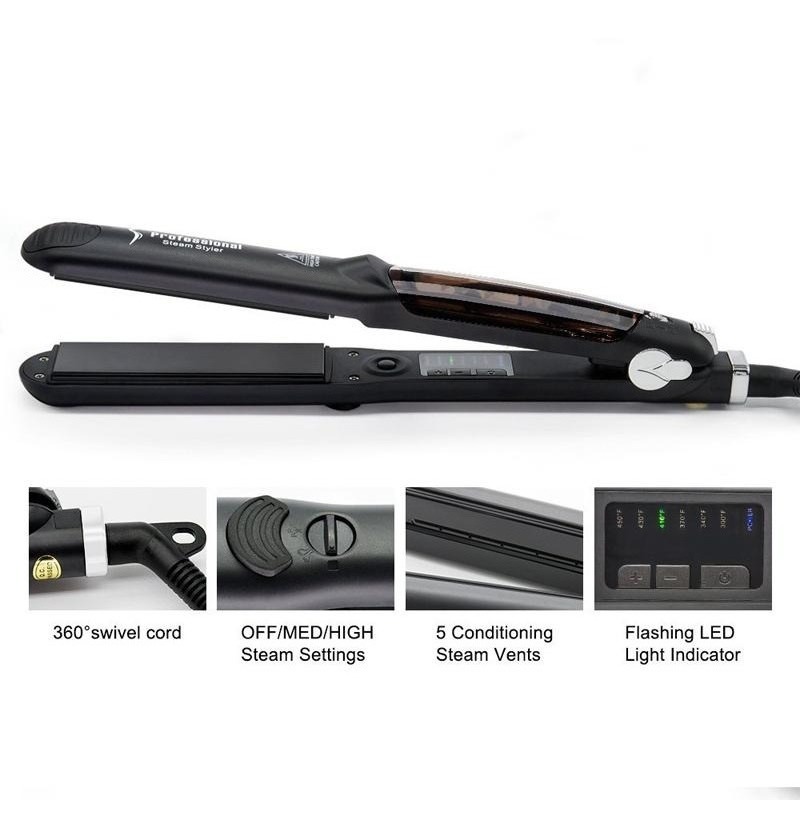 Professional
Steam Styler
450°F
430°F
410°F
370°F
340°F
300°F
POWER
360°swivel cord
OFF/MED/HIGH
Steam Settings
5 Conditioning
Steam Vents
Flashing LED
Light Indicator